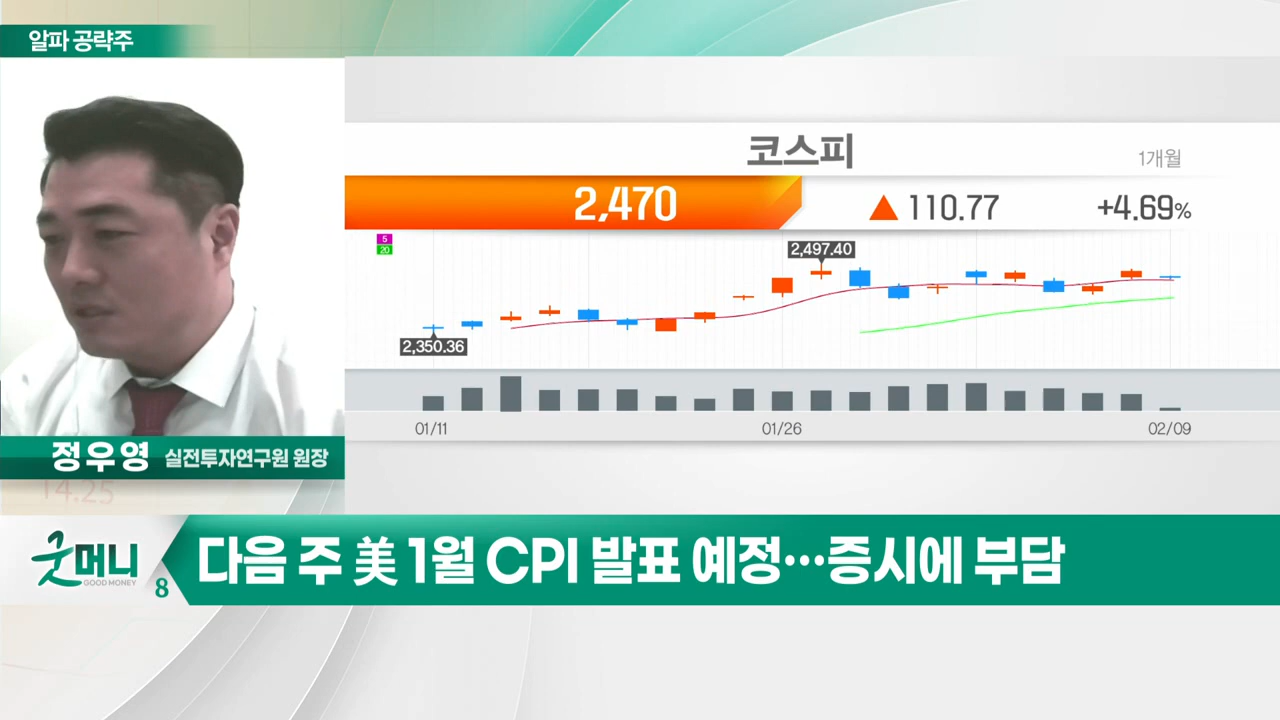 알파 공략주
코스피
1개월
2,470
▲ 110.77
+4.69%
5
20
2,497.40
2,350.36
01/11
01/26
02/09
정우영 실전투자연구원 원장
14.25
굿머니
GOOD MONEY
8
다음 주 美 1월 CPI 발표 예정…증시에 부담